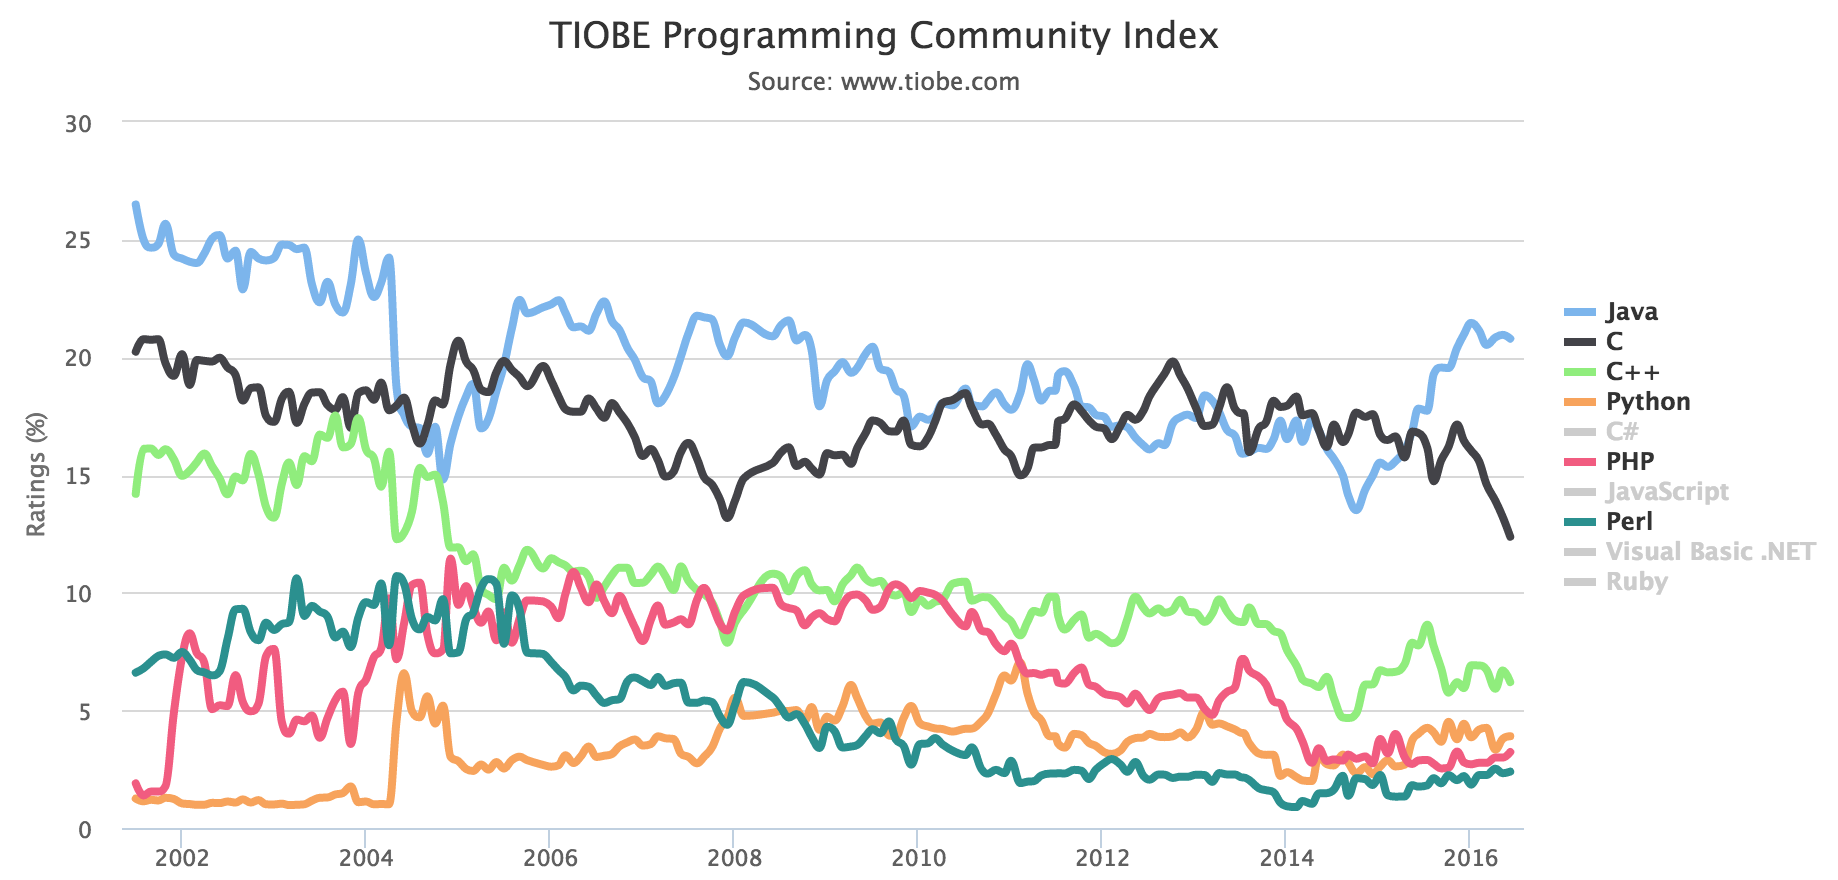 TIOBE Programming Community Index
Source: www.tiobe.com
Ratings (%)
30
25
20
15
10
5
0
2002 2004 2006 2008 2010 2012 2014 2016
Java
C
C++
Python
C#
PHP
JavaScript
Perl
Visual Basic .NET
Ruby